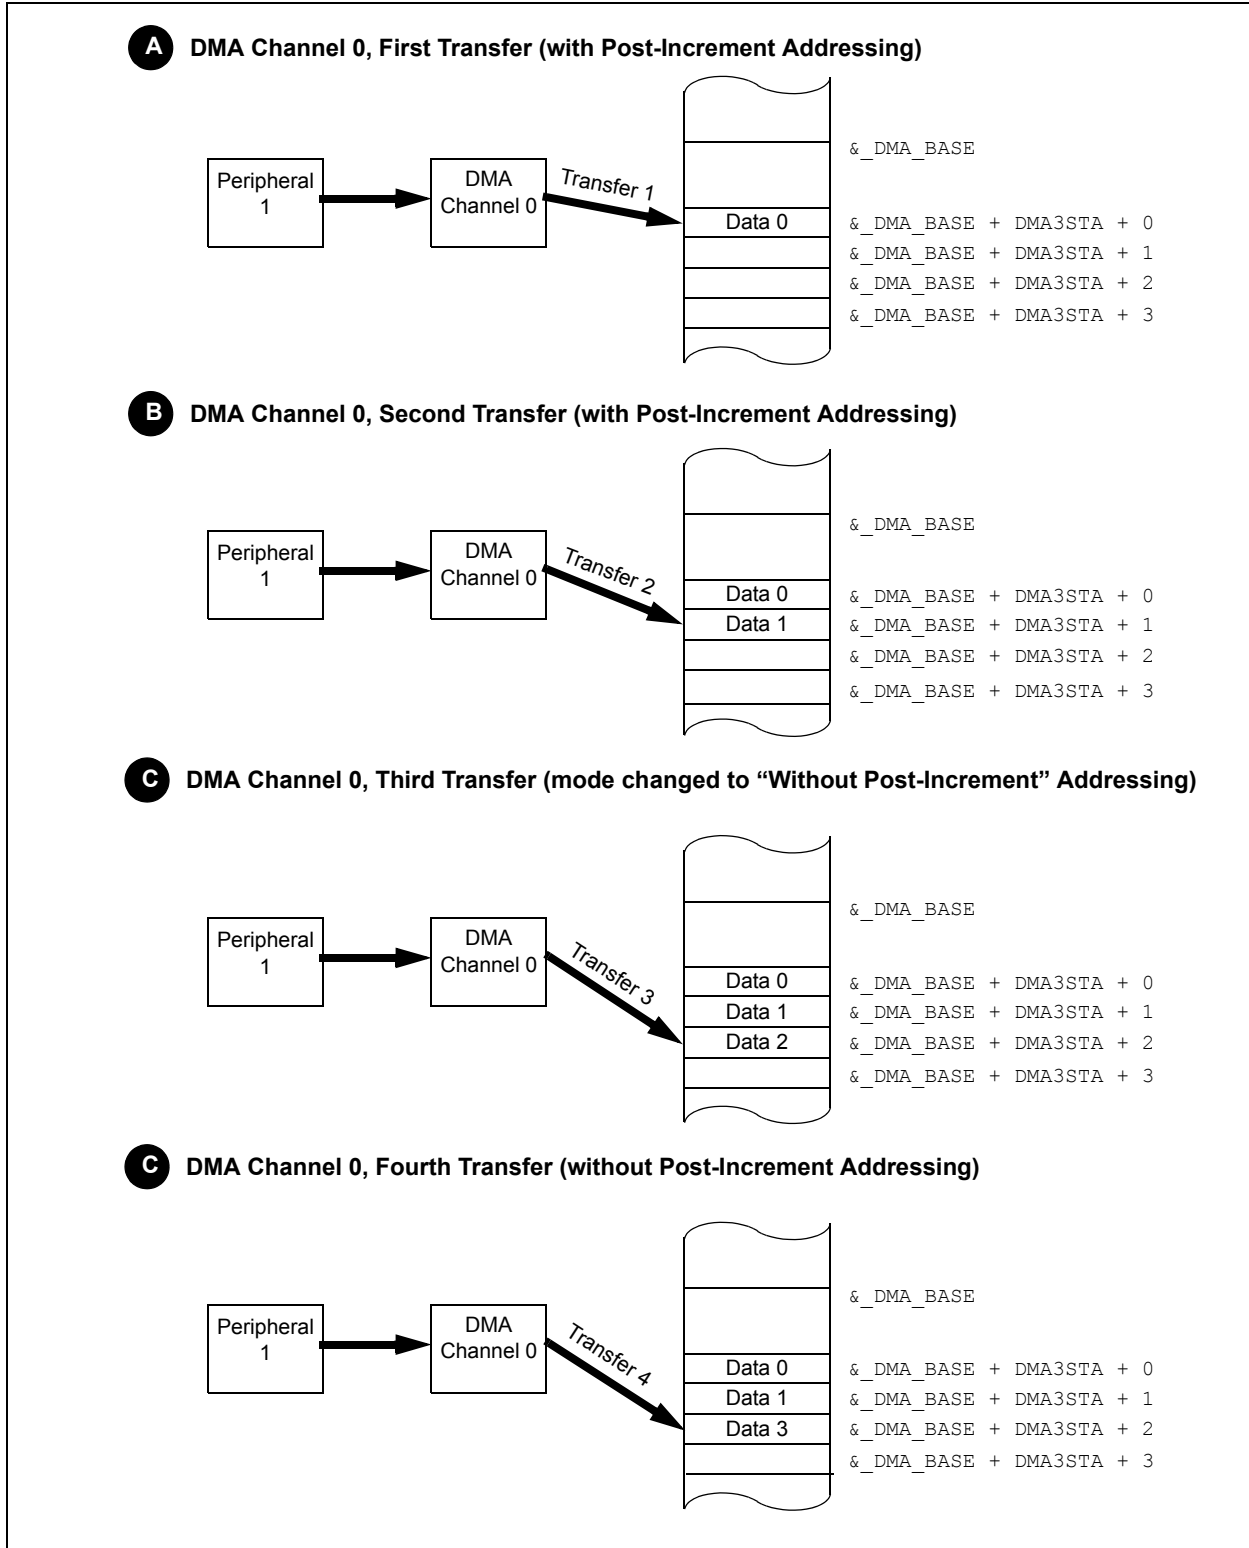 A DMA Channel 0, First Transfer (with Post-Increment Addressing)
&_DMA_BASE
Peripheral
1
DMA
Channel 0
Transfer 1
Data 0 &_DMA_BASE + DMA3STA + 0
&_DMA_BASE + DMA3STA + 1
&_DMA_BASE + DMA3STA + 2
&_DMA_BASE + DMA3STA + 3
B DMA Channel 0, Second Transfer (with Post-Increment Addressing)
&_DMA_BASE
Peripheral
1
DMA
Channel 0
Transfer 2
Data 0 &_DMA_BASE + DMA3STA + 0
Data 1 &_DMA_BASE + DMA3STA + 1
&_DMA_BASE + DMA3STA + 2
&_DMA_BASE + DMA3STA + 3
C DMA Channel 0, Third Transfer (mode changed to “Without Post-Increment” Addressing)
&_DMA_BASE
Peripheral
1
DMA
Channel 0
Transfer 3
Data 0 &_DMA_BASE + DMA3STA + 0
Data 1 &_DMA_BASE + DMA3STA + 1
Data 2 &_DMA_BASE + DMA3STA + 2
&_DMA_BASE + DMA3STA + 3
C DMA Channel 0, Fourth Transfer (without Post-Increment Addressing)
&_DMA_BASE
Peripheral
1
DMA
Channel 0
Transfer 4
Data 0 &_DMA_BASE + DMA3STA + 0
Data 1 &_DMA_BASE + DMA3STA + 1
Data 3 &_DMA_BASE + DMA3STA + 2
&_DMA_BASE + DMA3STA + 3